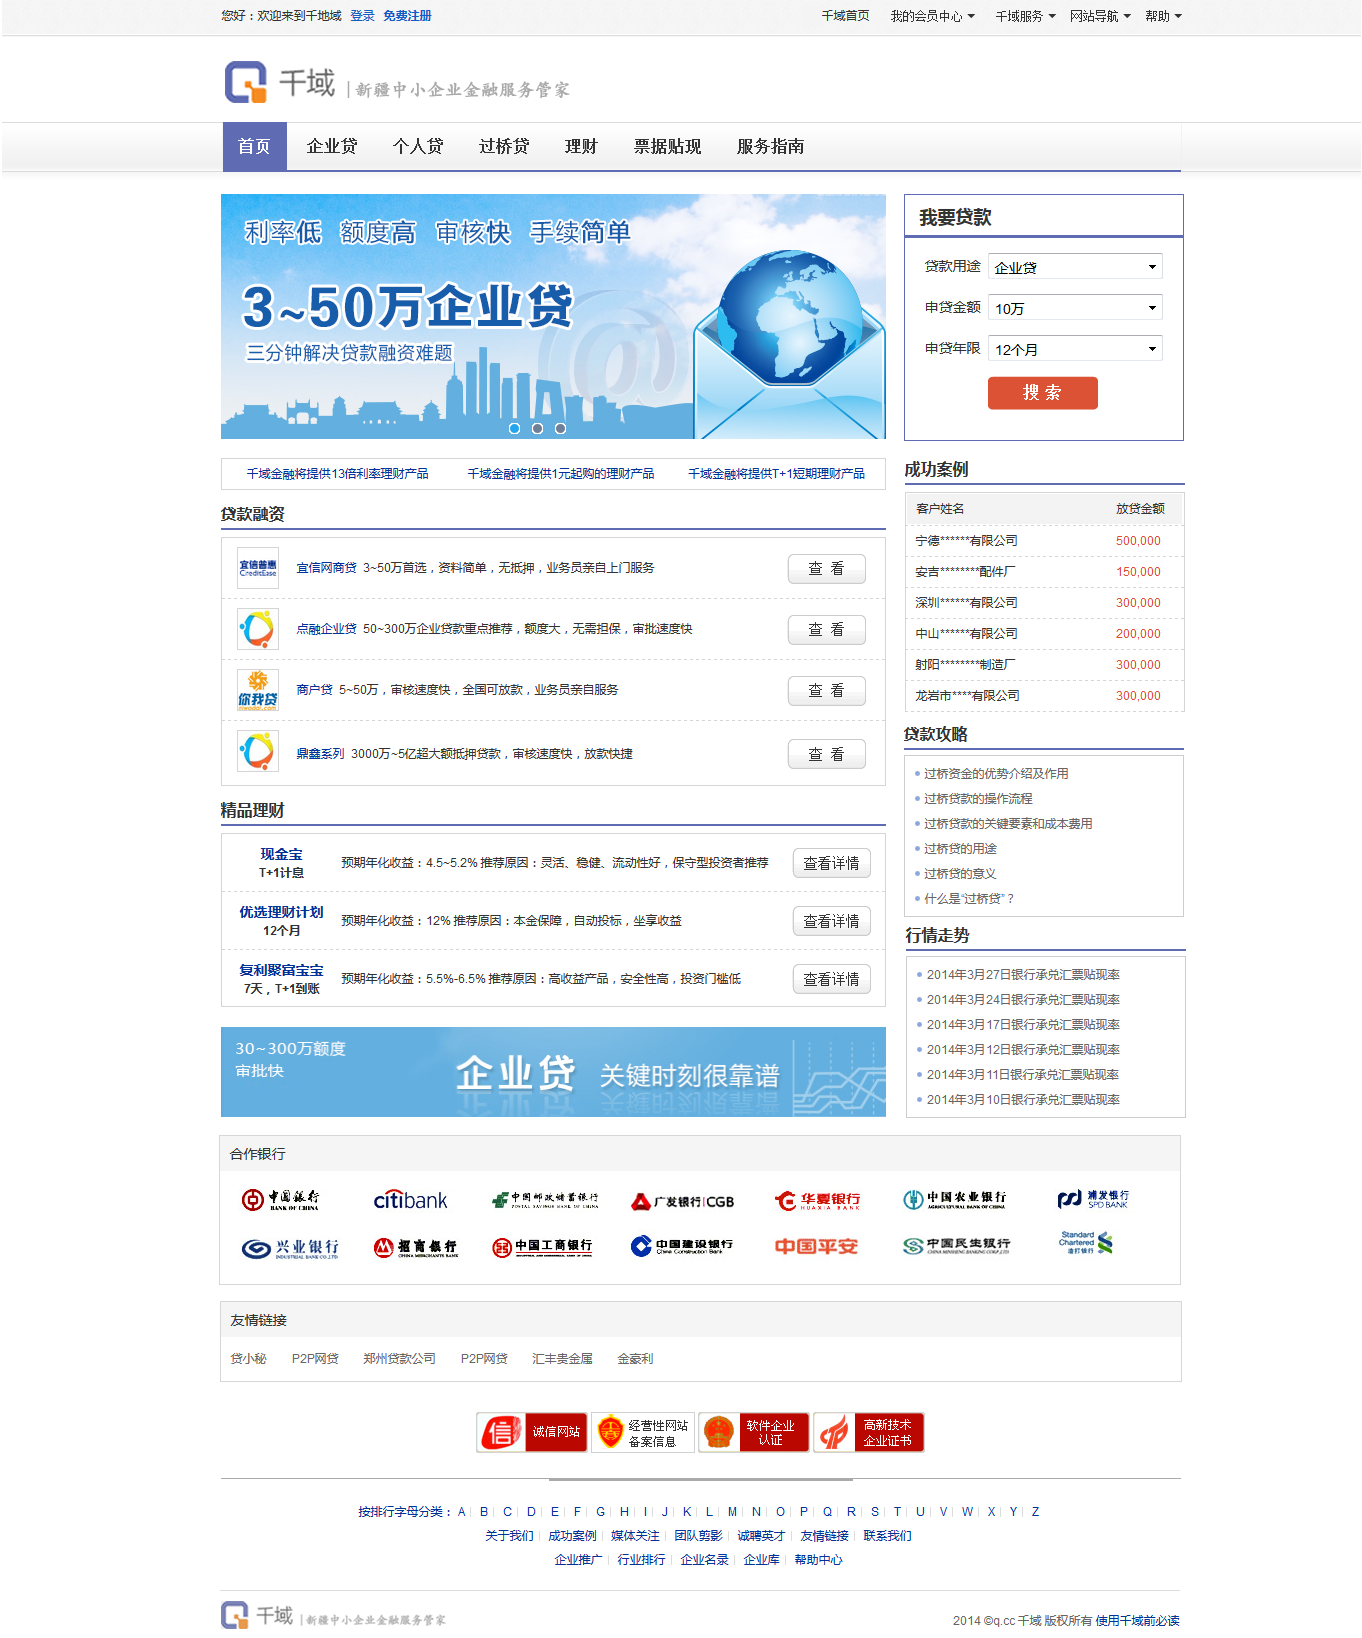 您好：欢迎来到千地域 登录 免费注册 千域首页 我的会员中心 千域服务 网站导航 帮助
千域 |新疆中小企业金融服务管家
首页 企业贷 个人贷 过桥贷 理财 票据贴现 服务指南
利率低 额度高 审核快 手续简单
3~50万企业贷
三分钟解决贷款融资难题
我要贷款
贷款用途 企业贷
申贷金额 10万
申贷年限 12个月
搜 索
千域金融将提供13倍利率理财产品 千域金融将提供1元起购的理财产品 千域金融将提供T+1短期理财产品
贷款融资
宜信普惠
CreditEase
宜信网商贷 3~50万首选，资料简单，无抵押，业务员亲自上门服务 查 看
点融企业贷 50~300万企业贷款重点推荐，额度大，无需担保，审批速度快 查 看
你我贷
商户贷 5~50万，审核速度快，全国可放款，业务员亲自服务 查 看
鼎鑫系列 3000万~5亿超大额抵押贷款，审核速度快，放款快捷 查 看
精品理财
现金宝
T+1计息
预期年化收益：4.5~5.2% 推荐原因：灵活、稳健、流动性好，保守型投资者推荐 查看详情
优选理财计划
12个月
预期年化收益：12% 推荐原因：本金保障，自动投标，坐享收益 查看详情
复利聚富宝宝
7天，T+1到账
预期年化收益：5.5%-6.5% 推荐原因：高收益产品，安全性高，投资门槛低 查看详情
30~300万额度
审批快
企业贷 关键时刻很靠谱
成功案例
客户姓名 放贷金额
宁德******有限公司 500,000
安吉********配件厂 150,000
深圳******有限公司 300,000
中山******有限公司 200,000
射阳********制造厂 300,000
龙岩市****有限公司 300,000
贷款攻略
过桥资金的优势介绍及作用
过桥贷款的操作流程
过桥贷款的关键要素和成本费用
过桥贷的用途
过桥贷的意义
什么是“过桥贷”？
行情走势
2014年3月27日银行承兑汇票贴现率
2014年3月24日银行承兑汇票贴现率
2014年3月17日银行承兑汇票贴现率
2014年3月12日银行承兑汇票贴现率
2014年3月11日银行承兑汇票贴现率
2014年3月10日银行承兑汇票贴现率
合作银行
中国银行 BANK OF CHINA
citibank
中国邮政储蓄银行 POSTAL SAVINGS BANK OF CHINA
广发银行|CGB
华夏银行 HUAXIA BANK
中国农业银行 AGRICULTURAL BANK OF CHINA
浦发银行 SPD BANK
兴业银行 INDUSTRIAL BANK CO.,LTD
招商银行 CHINA MERCHANTS BANK
中国工商银行
中国建设银行 China Construction Bank
中国平安
中国民生银行 CHINA MINSHENG BANKING CORP.,LTD
Standard Chartered 渣打银行
友情链接
贷小秘 P2P网贷 郑州贷款公司 P2P网贷 汇丰贵金属 金豪利
信 诚信网站
经营性网站
备案信息
软件企业
认证
高新技术
企业证书
按排行字母分类： A B C D E F G H I J K L M N O P Q R S T U V W X Y Z
关于我们 成功案例 媒体关注 团队剪影 诚聘英才 友情链接 联系我们
企业推广 行业排行 企业名录 企业库 帮助中心
千域 |新疆中小企业金融服务管家
2014 ©q.cc 千域 版权所有 使用千域前必读